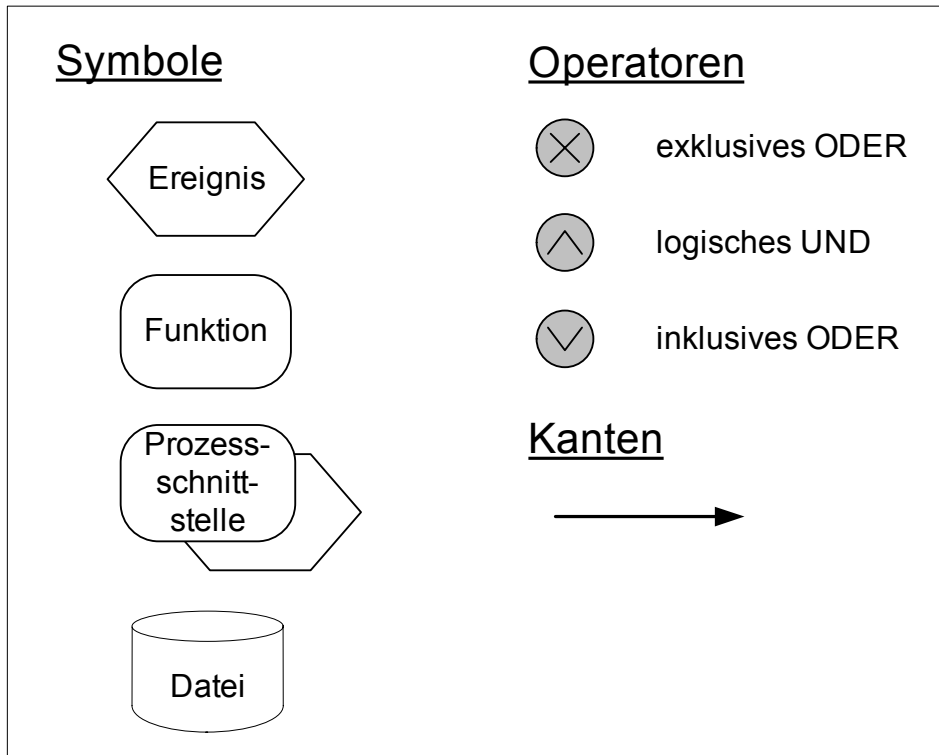 Symbole
Ereignis
Funktion
Prozess-
schnitt-
stelle
Datei
Operatoren
exklusives ODER
logisches UND
inklusives ODER
Kanten